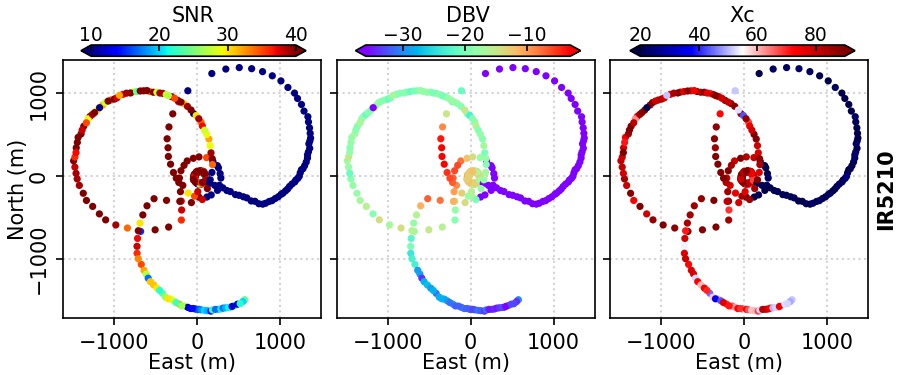 SNR DBV Xc
10 20 30 40 −30 −20 −10 20 40 60 80
1000
0
−1000
North (m)
IR5210
−1000 0 1000 −1000 0 1000 −1000 0 1000
East (m) East (m) East (m)